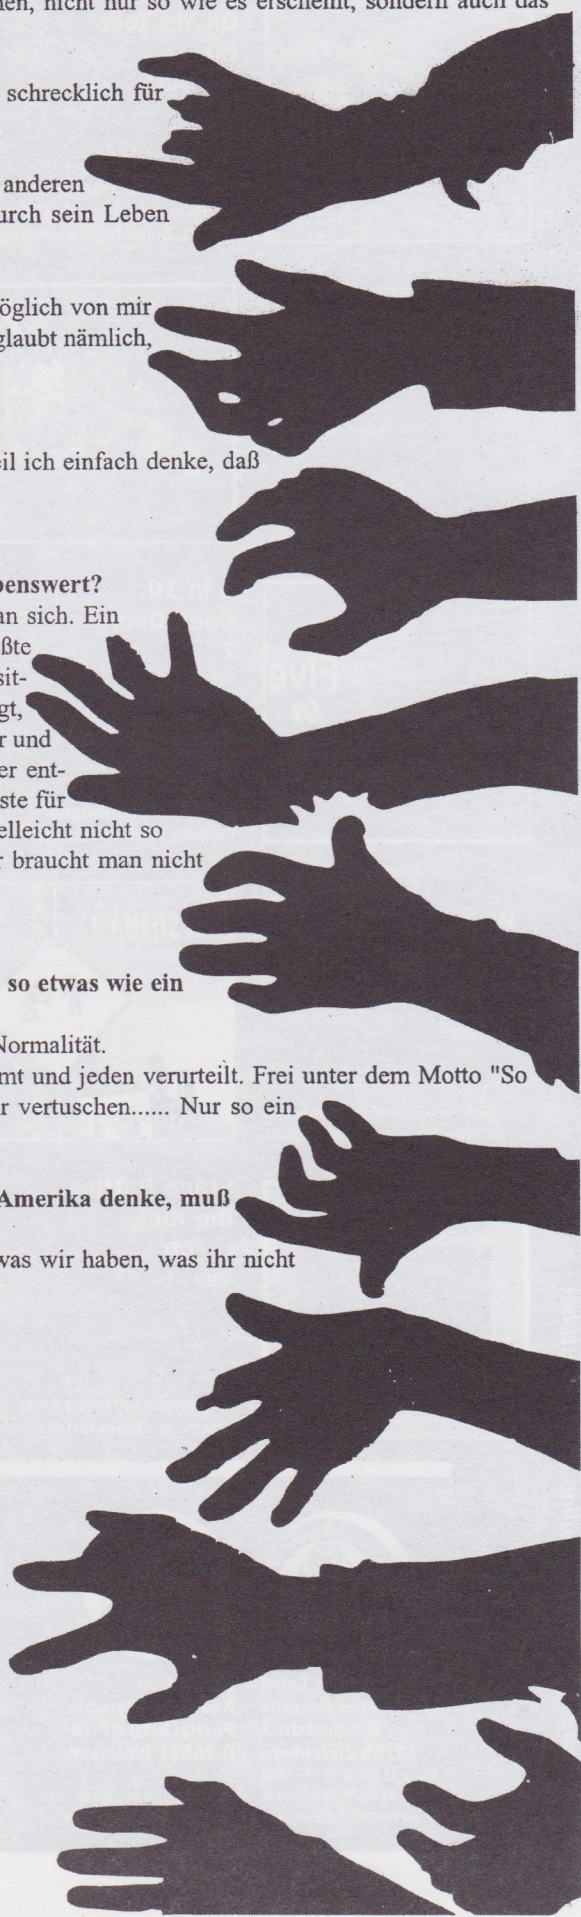 nen, nicht nur so wie es erscheint, sondern auch das
schrecklich für
anderen
urch sein Leben
öglich von mir
glaubt nämlich,
eil ich einfach denke, daß
benswert?
an sich. Ein
ßte
sit-
gt,
r und
er ent-
ste für
elleicht nicht so
r braucht man nicht
so etwas wie ein
Normalität.
mt und jeden verurteilt. Frei unter dem Motto "So
r vertuschen...... Nur so ein
Amerika denke, muß
was wir haben, was ihr nicht